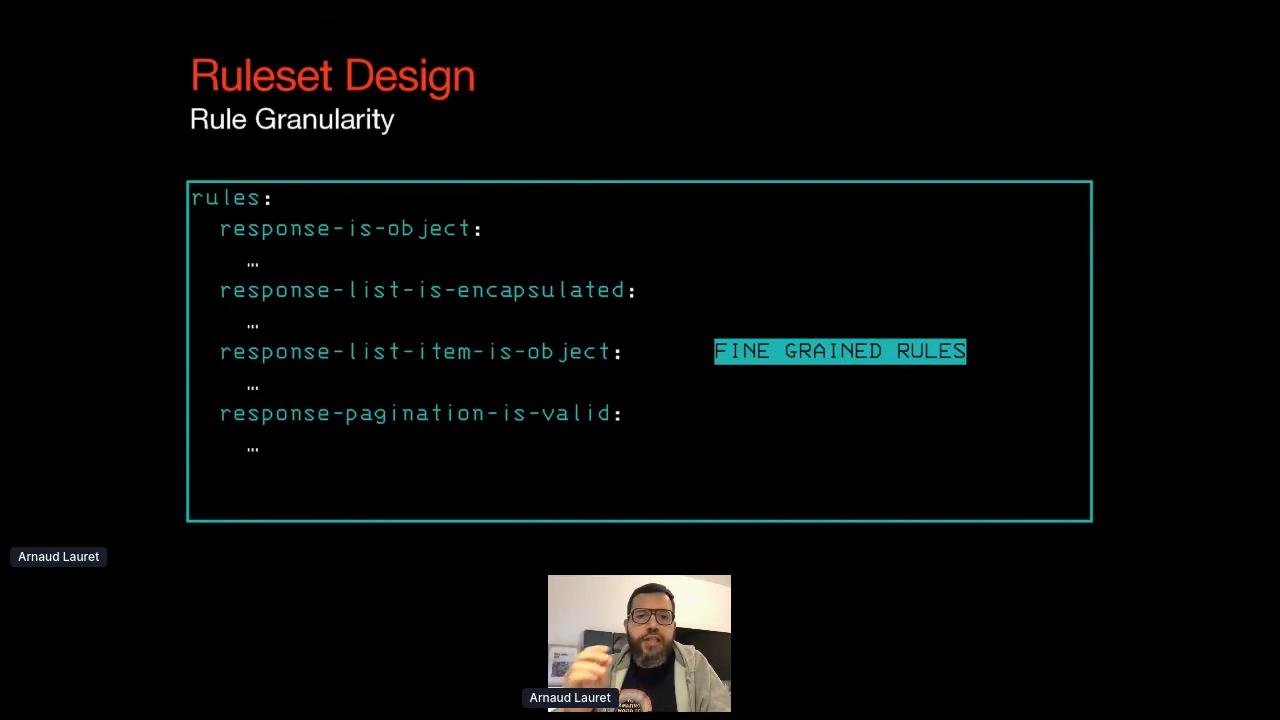 Ruleset Design
Rule Granularity
rules:
response-is-object:
…
response-list-is-encapsulated:
…
response-list-item-is-object: FINE GRAINED RULES
…
response-pagination-is-valid:
…
Arnaud Lauret
Arnaud Lauret